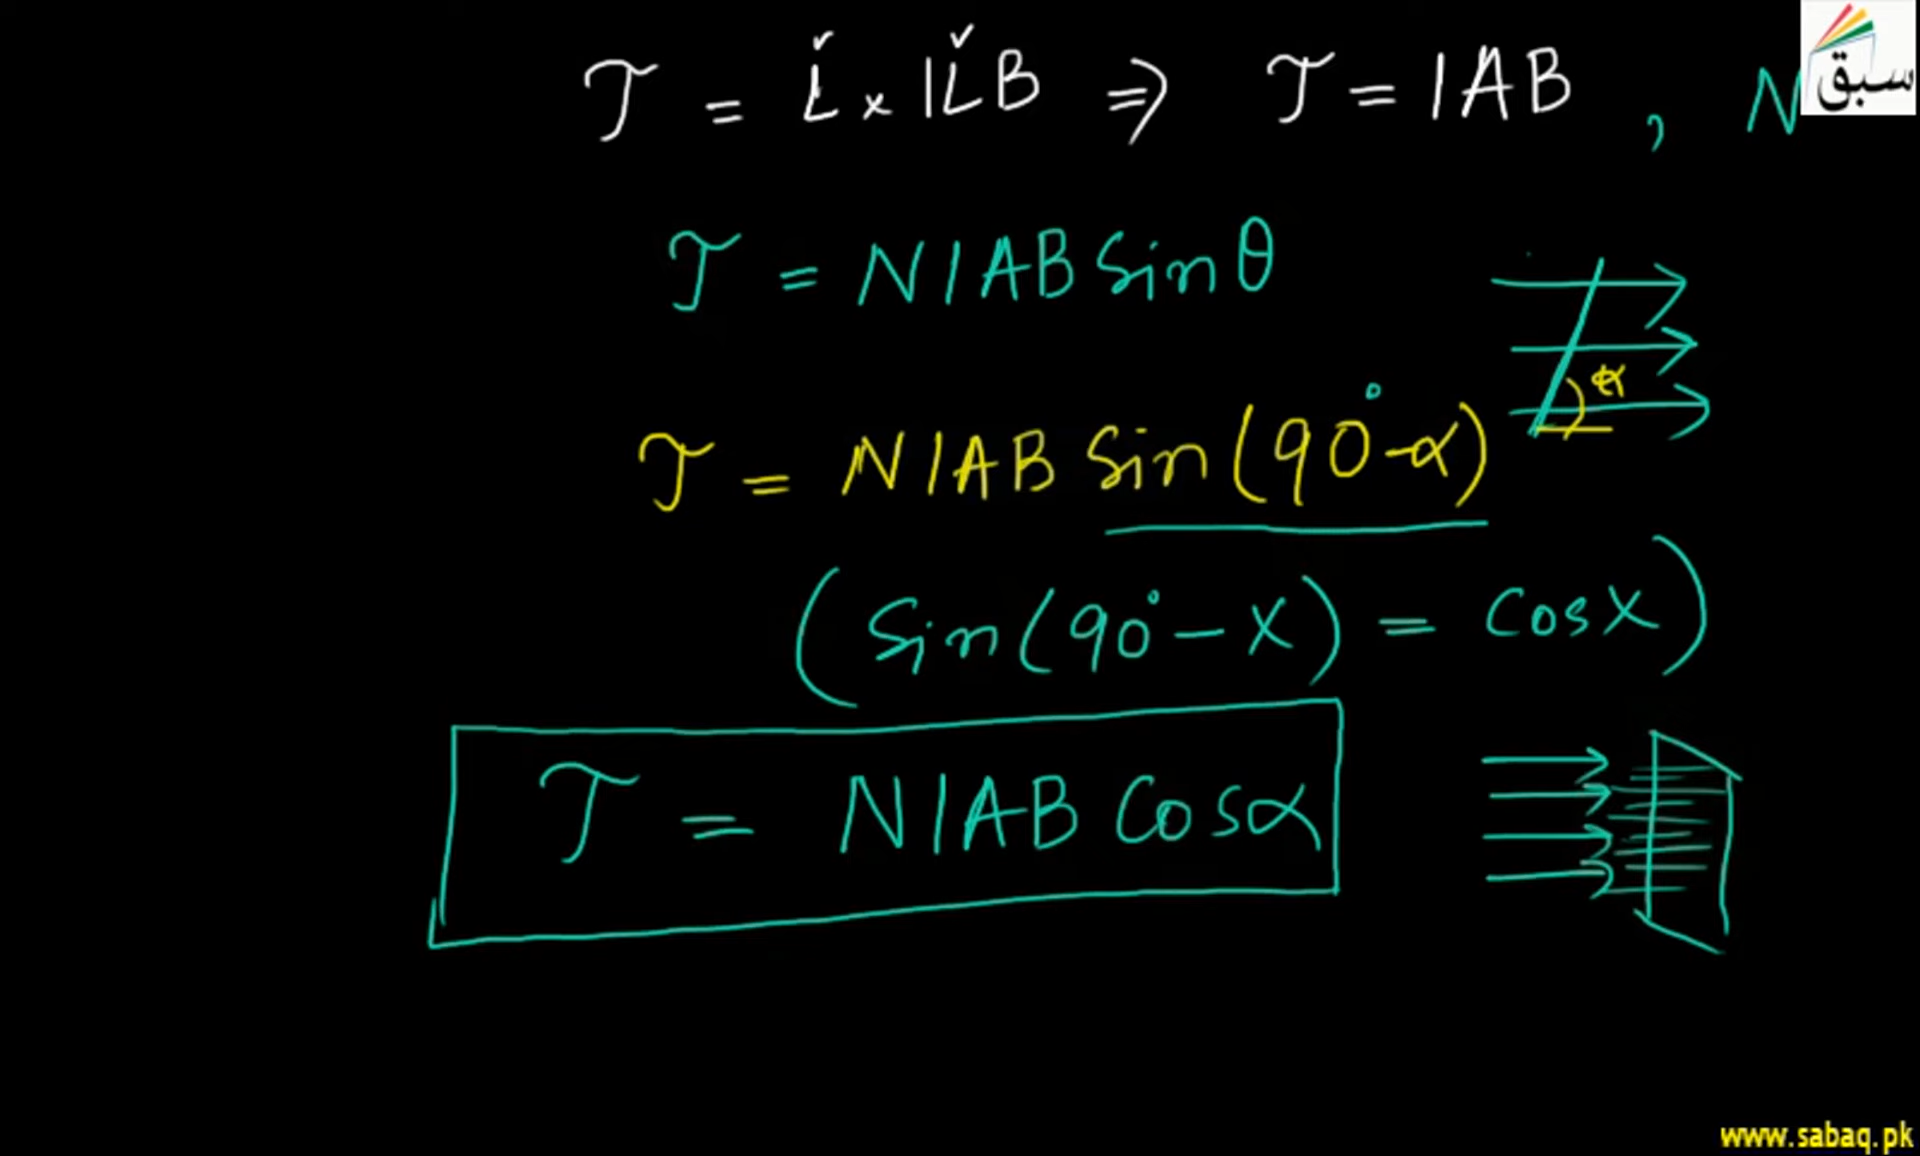 τ = L × ILB ⇒ τ = IAB , N
سبق
τ = NIAB Sinθ
α
τ = NIAB Sin(90°-α)
(Sin(90°-x) = Cosx)
τ = NIAB Cosα
www.sabaq.pk